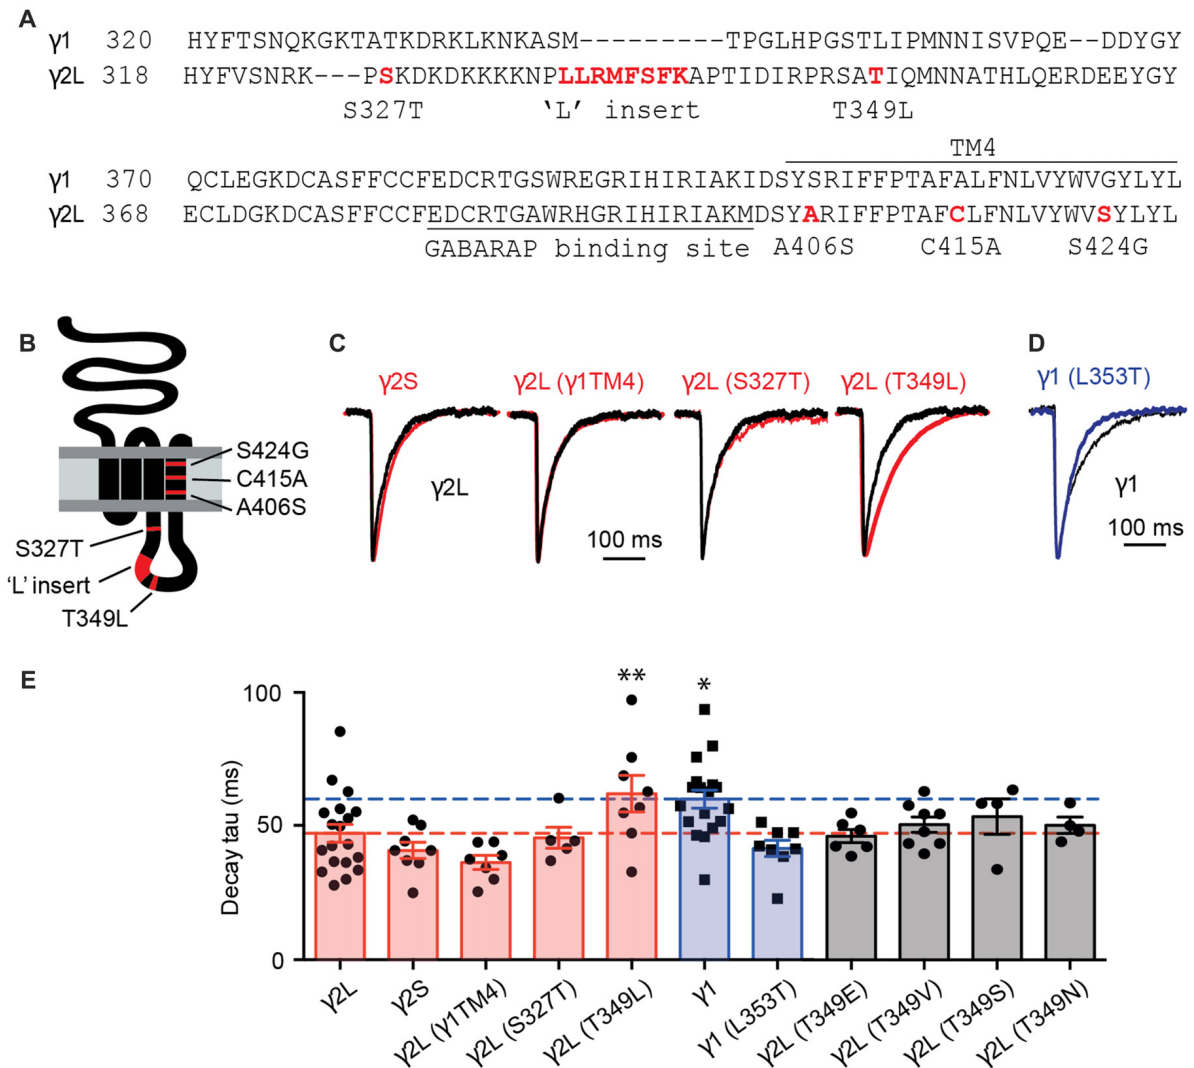 A
γ1 320 HYFTSNQKGKTATKDRKLKNKASM---------TPGLHPGSTLIPMNNISVPQE--DDYGY
γ2L 318 HYFVSNRK---PSKDKDKKKKNPLLRMFSFKAPTIDIRPRSATIQMNNATHLQERDEEYGY
S327T 'L' insert T349L
TM4
γ1 370 QCLEGKDCASFFCCFEDCRTGSWREGRIHIRIAKIDSYSRIFFPTAFALFNLVYWVGYLYL
γ2L 368 ECLDGKDCASFFCCFEDCRTGAWRHGRIHIRIAKMDSYARIFFPTAFCLFNLVYWVSYLYL
GABARAP binding site A406S C415A S424G
B
S424G
C415A
A406S
S327T
'L' insert
T349L
C
γ2S γ2L (γ1TM4) γ2L (S327T) γ2L (T349L)
γ2L
100 ms
D
γ1 (L353T)
γ1
100 ms
E
** *
100
50
0
Decay tau (ms)
γ2L γ2S γ2L (γ1TM4) γ2L (S327T) γ2L (T349L) γ1 γ1 (L353T) γ2L (T349E) γ2L (T349V) γ2L (T349S) γ2L (T349N)